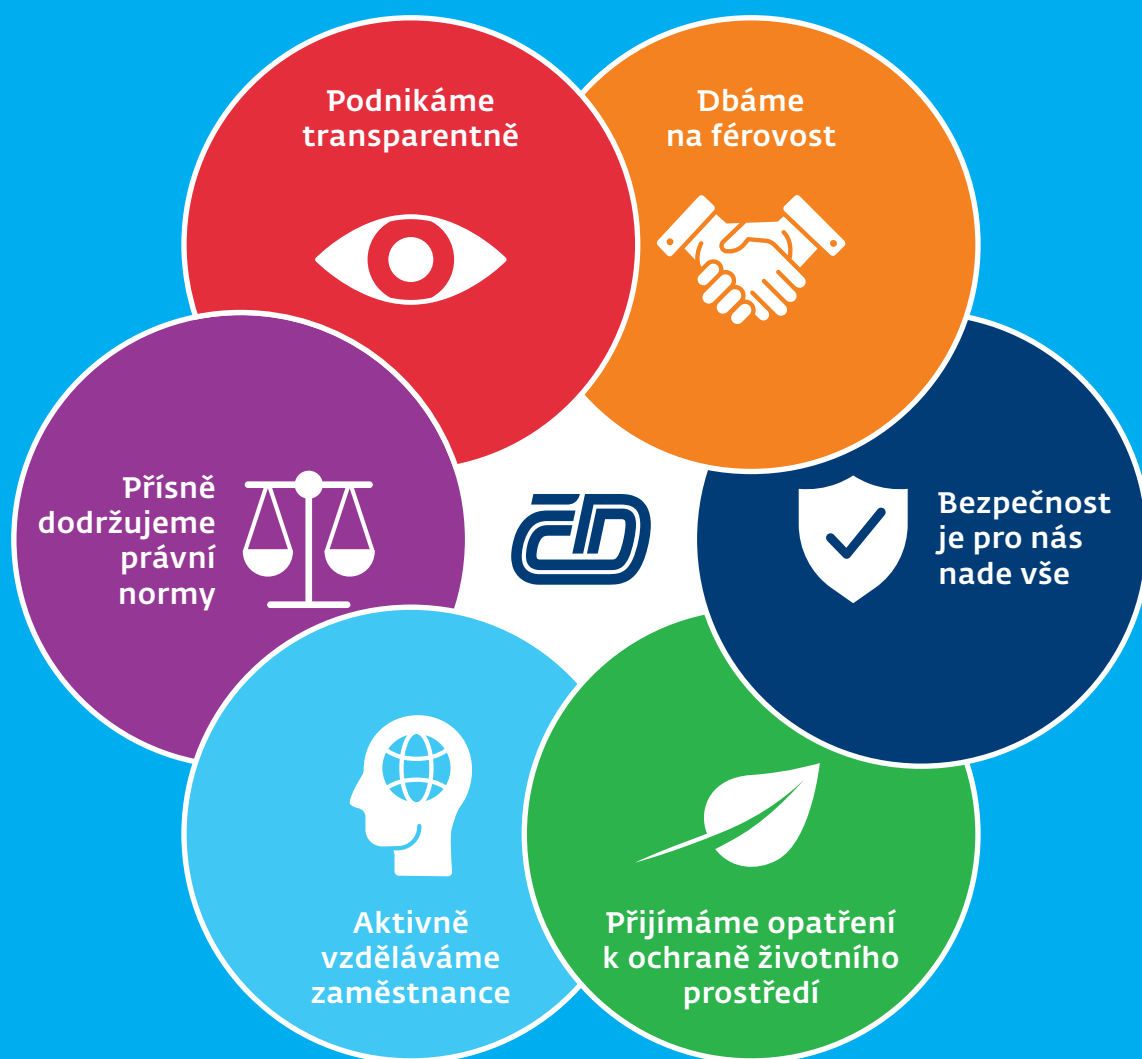 Podnikáme
transparentně
Dbáme
na férovost
Přísně
dodržujeme
právní
normy
ČD
Bezpečnost
je pro nás
nade vše
Aktivně
vzděláváme
zaměstnance
Přijímáme opatření
k ochraně životního
prostředí